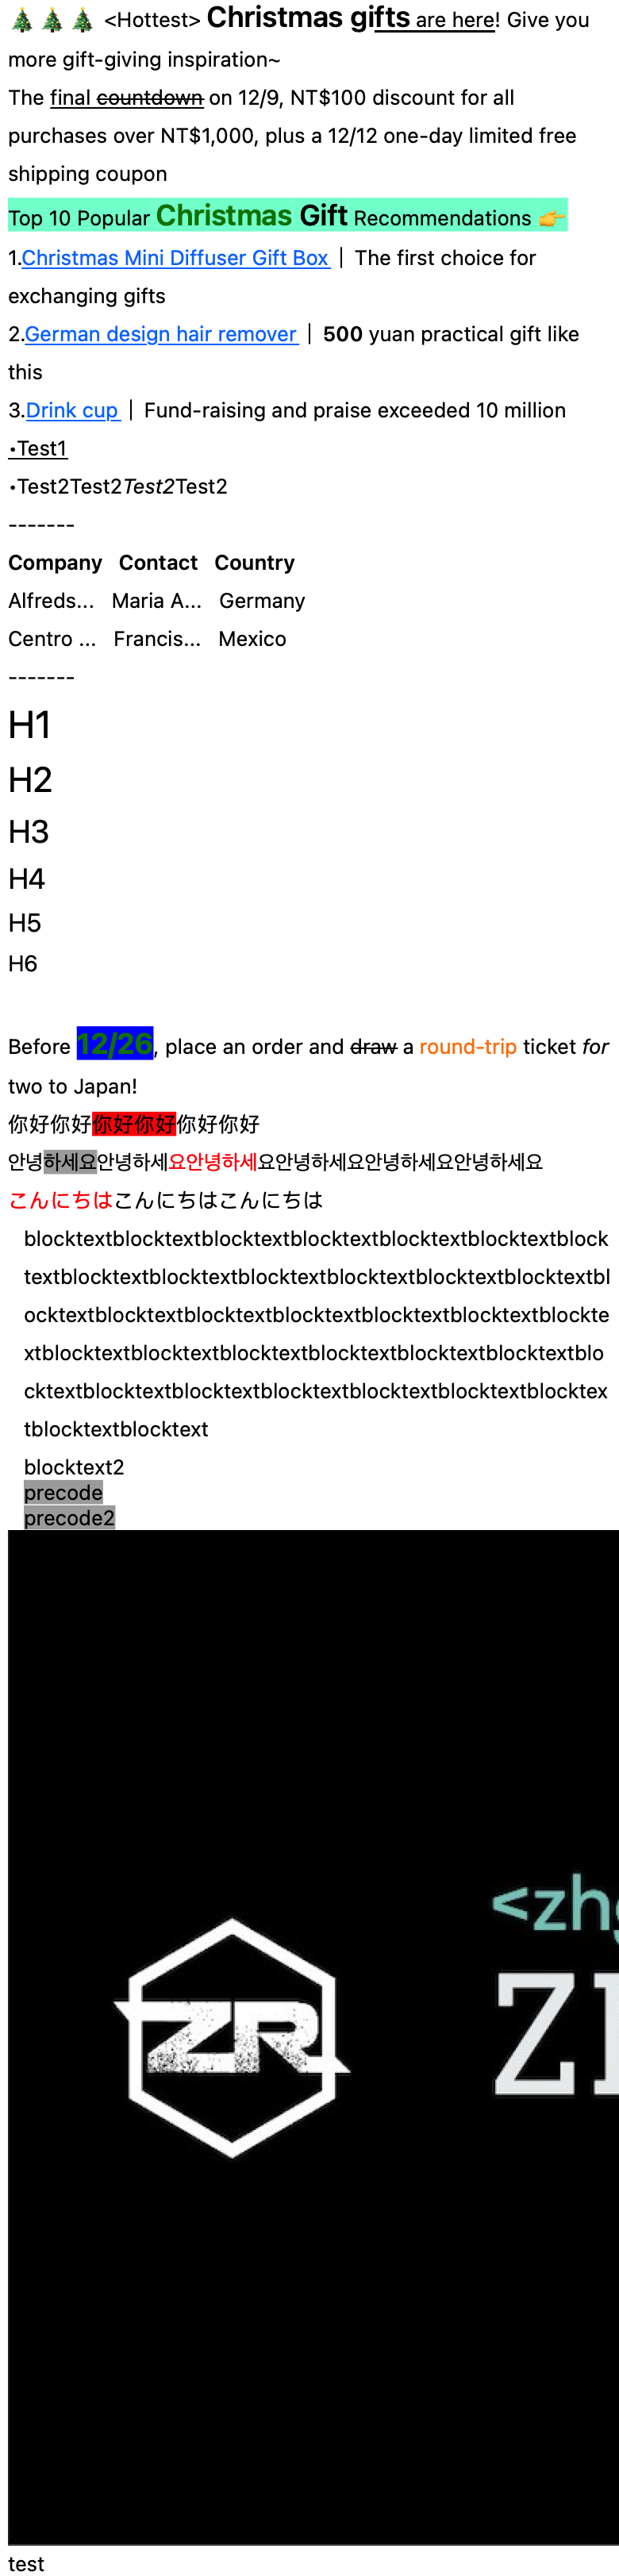 🎄🎄🎄 <Hottest> Christmas gifts are here! Give you
more gift-giving inspiration~
The final countdown on 12/9, NT$100 discount for all
purchases over NT$1,000, plus a 12/12 one-day limited free
shipping coupon
Top 10 Popular Christmas Gift Recommendations 👉
1.Christmas Mini Diffuser Gift Box ｜ The first choice for
exchanging gifts
2.German design hair remover ｜ 500 yuan practical gift like
this
3.Drink cup ｜ Fund-raising and praise exceeded 10 million
•Test1
•Test2Test2Test2Test2
-------
Company Contact Country
Alfreds... Maria A... Germany
Centro ... Francis... Mexico
-------
H1
H2
H3
H4
H5
H6
Before 12/26, place an order and draw a round-trip ticket for
two to Japan!
你好你好你好你好你好你好
안녕하세요안녕하세요안녕하세요안녕하세요안녕하세요안녕하세요
こんにちはこんにちはこんにちは
blocktextblocktextblocktextblocktextblocktextblocktextblock
textblocktextblocktextblocktextblocktextblocktextblocktextbl
ocktextblocktextblocktextblocktextblocktextblocktextblockte
xtblocktextblocktextblocktextblocktextblocktextblocktextblo
cktextblocktextblocktextblocktextblocktextblocktextblocktex
tblocktextblocktext
blocktext2
precode
precode2
<zh
ZR
Z
test